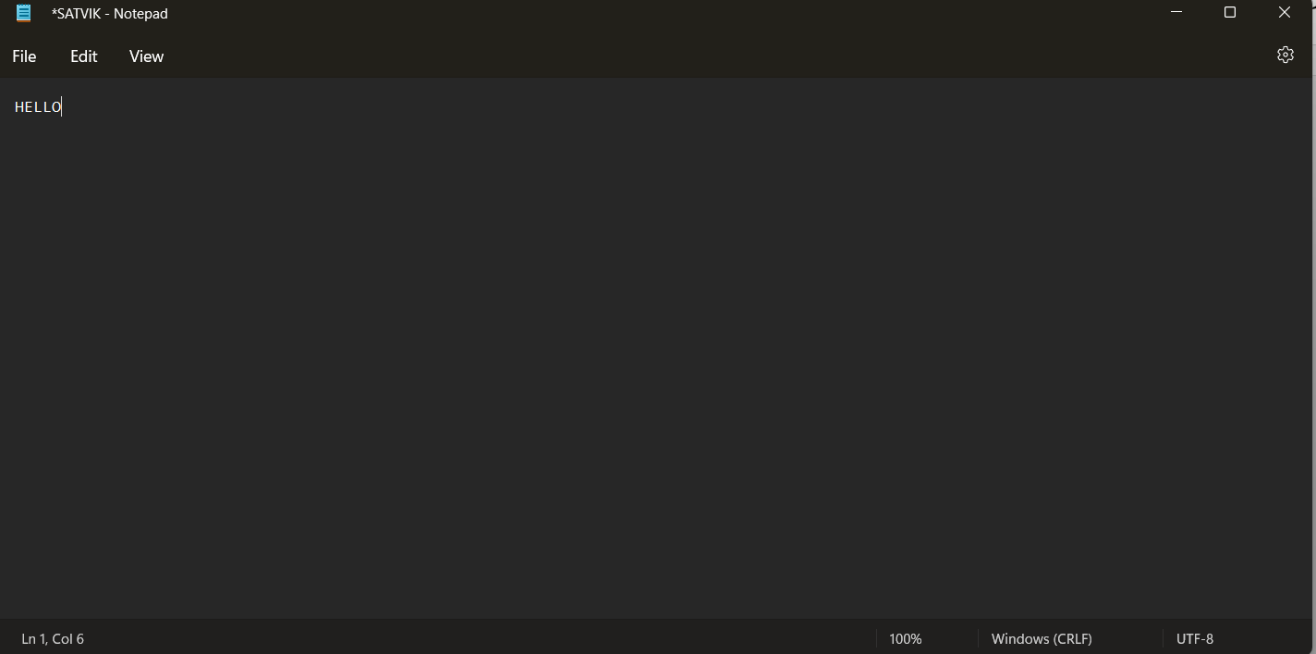 *SATVIK - Notepad
File Edit View
HELLO
Ln 1, Col 6 100% Windows (CRLF) UTF-8